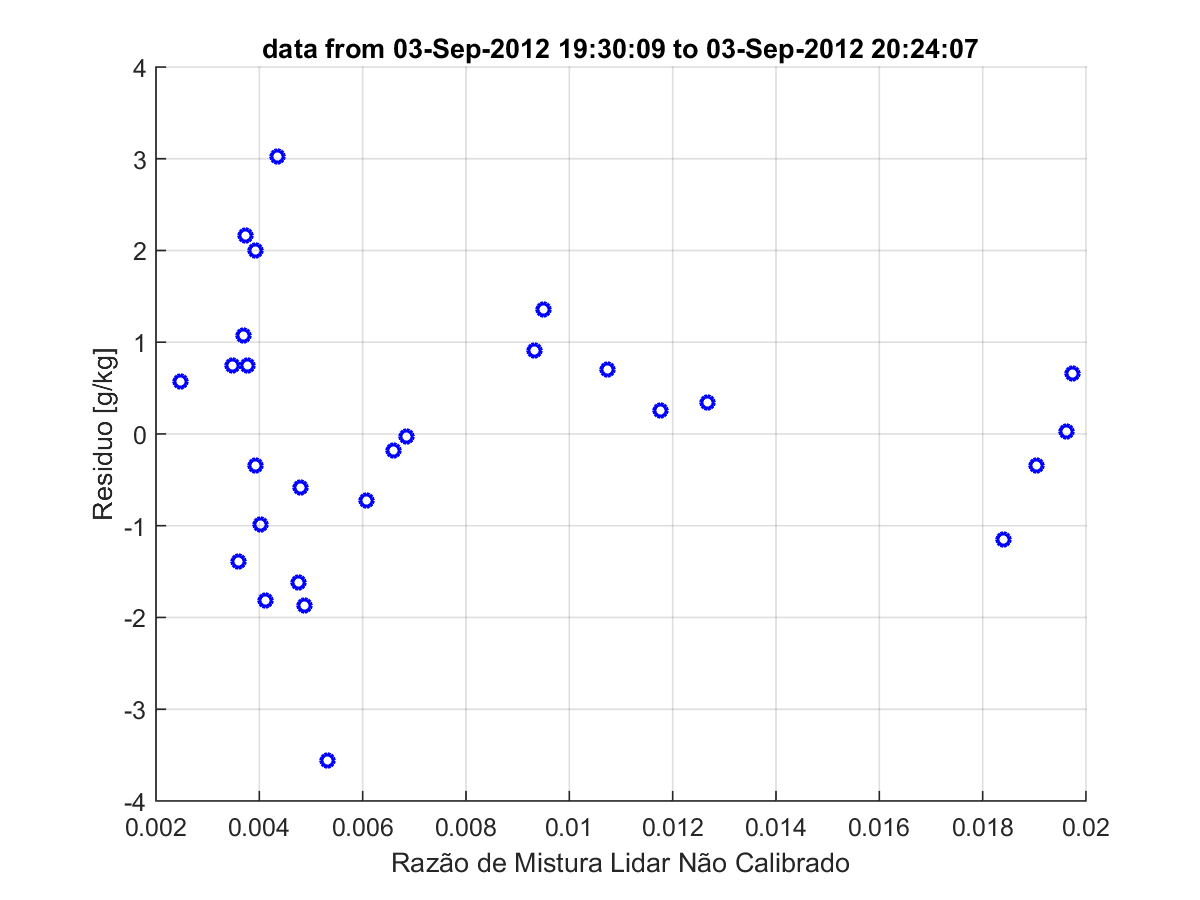 data from 03-Sep-2012 19:30:09 to 03-Sep-2012 20:24:07
4
3
2
1
0
-1
-2
-3
-4
Residuo [g/kg]
0.002 0.004 0.006 0.008 0.01 0.012 0.014 0.016 0.018 0.02
Razão de Mistura Lidar Não Calibrado